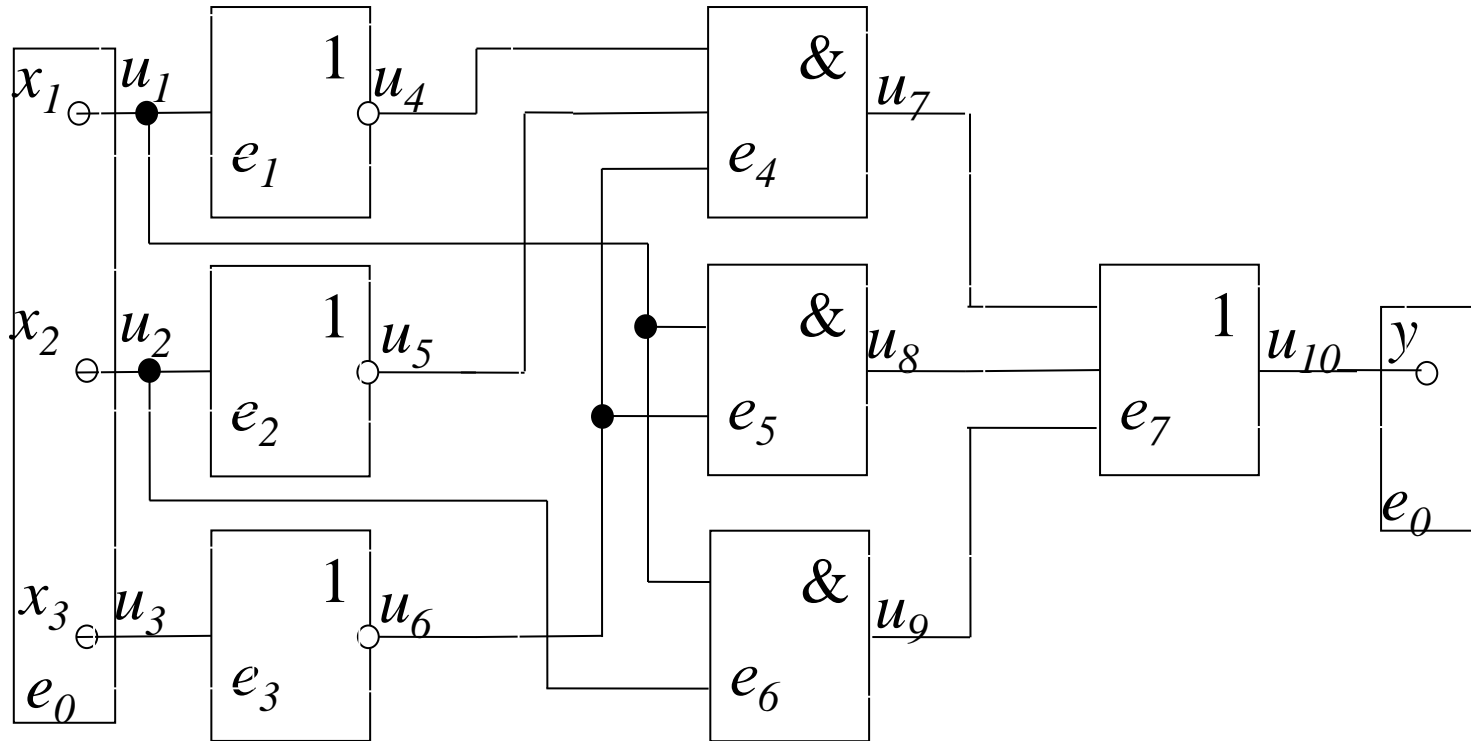 x1 u1 1 u4 & u7
e1 e4
x2 u2 1 u5 & u8 1 u10 y
e2 e5 e7
x3 u3 1 u6 & u9 e0
e0 e3 e6